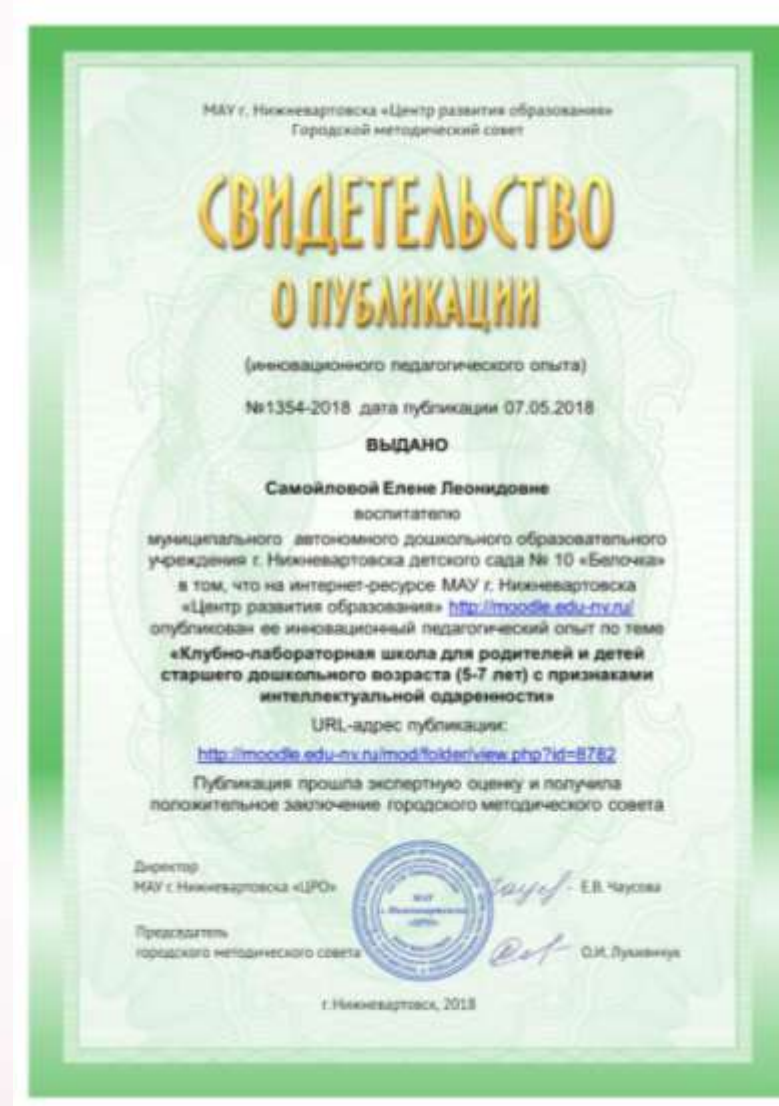 МАУ г. Нижневартовска «Центр развития образования»
Городской методический совет
СВИДЕТЕЛЬСТВО
О ПУБЛИКАЦИИ
(инновационного педагогического опыта)
№1354-2018 дата публикации 07.05.2018
ВЫДАНО
Самойловой Елене Леонидовне
воспитателю
муниципального автономного дошкольного образовательного
учреждения г. Нижневартовска детского сада № 10 «Белочка»
в том, что на интернет-ресурсе МАУ г. Нижневартовска
«Центр развития образования» http://moodle.edu-nv.ru/
опубликован ее инновационный педагогический опыт по теме
«Клубно-лабораторная школа для родителей и детей
старшего дошкольного возраста (5-7 лет) с признаками
интеллектуальной одаренности»
URL-адрес публикации:
http://moodle.edu-nv.ru/mod/folder/view.php?id=8782
Публикация прошла экспертную оценку и получила
положительное заключение городского методического совета
Директор
МАУ г. Нижневартовска «ЦРО» Е.В. Чаусова
Председатель
городского методического совета О.И.
МАУ
г. Нижневартовска
«ЦРО»
г.Нижневартовск, 2018